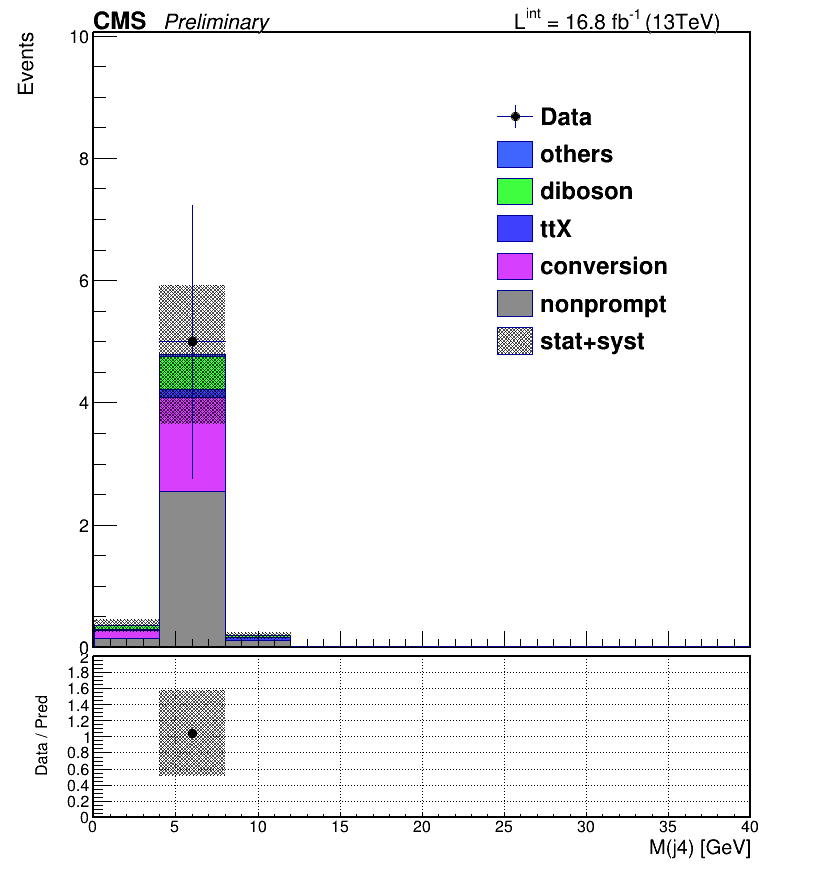 CMS Preliminary L^int = 16.8 fb^-1 (13TeV)
Events
10
8
6
4
2
0
Data
others
diboson
ttX
conversion
nonprompt
stat+syst
Data / Pred
2
1.8
1.6
1.4
1.2
1
0.8
0.6
0.4
0.2
0
0 5 10 15 20 25 30 35 40
M(j4) [GeV]